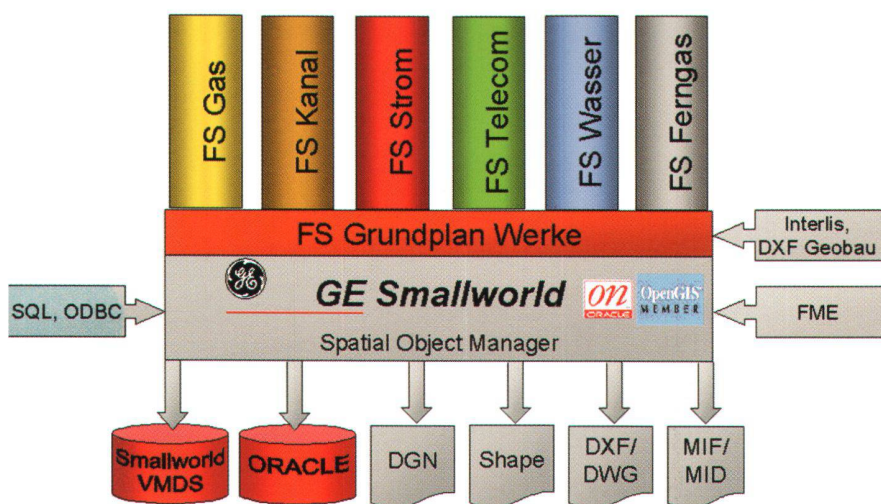 FS Gas
FS Kanal
FS Strom
FS Telecom
FS Wasser
FS Ferngas
FS Grundplan Werke
Interlis,
DXF Geobau
GE
GE Smallworld
on
ORACLE
OpenGIS
MEMBER
SQL, ODBC
FME
Spatial Object Manager
Smallworld
VMDS
ORACLE
DGN
Shape
DXF/
DWG
MIF/
MID